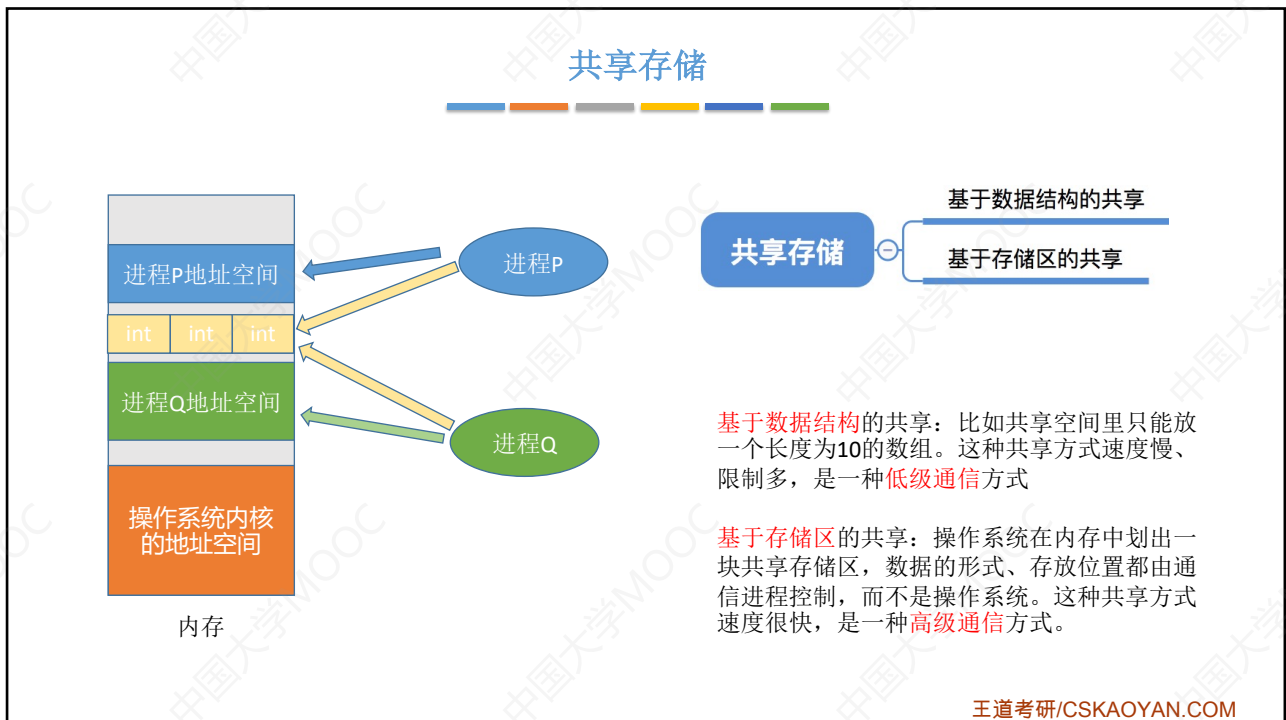 共享存储
进程P地址空间
int int int
进程Q地址空间
操作系统内核
的地址空间
内存
进程P
进程Q
共享存储
基于数据结构的共享
基于存储区的共享
基于数据结构的共享：比如共享空间里只能放
一个长度为10的数组。这种共享方式速度慢、
限制多，是一种低级通信方式
基于存储区的共享：操作系统在内存中划出一
块共享存储区，数据的形式、存放位置都由通
信进程控制，而不是操作系统。这种共享方式
速度很快，是一种高级通信方式。
王道考研/CSKAOYAN.COM
中国大学MOOC